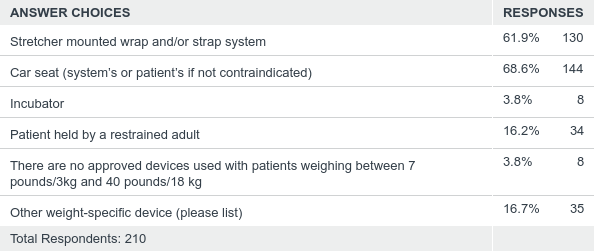 ANSWER CHOICES RESPONSES
Stretcher mounted wrap and/or strap system 61.9% 130
Car seat (system's or patient's if not contraindicated) 68.6% 144
Incubator 3.8% 8
Patient held by a restrained adult 16.2% 34
There are no approved devices used with patients weighing between 7 3.8% 8
pounds/3kg and 40 pounds/18 kg
Other weight-specific device (please list) 16.7% 35
Total Respondents: 210